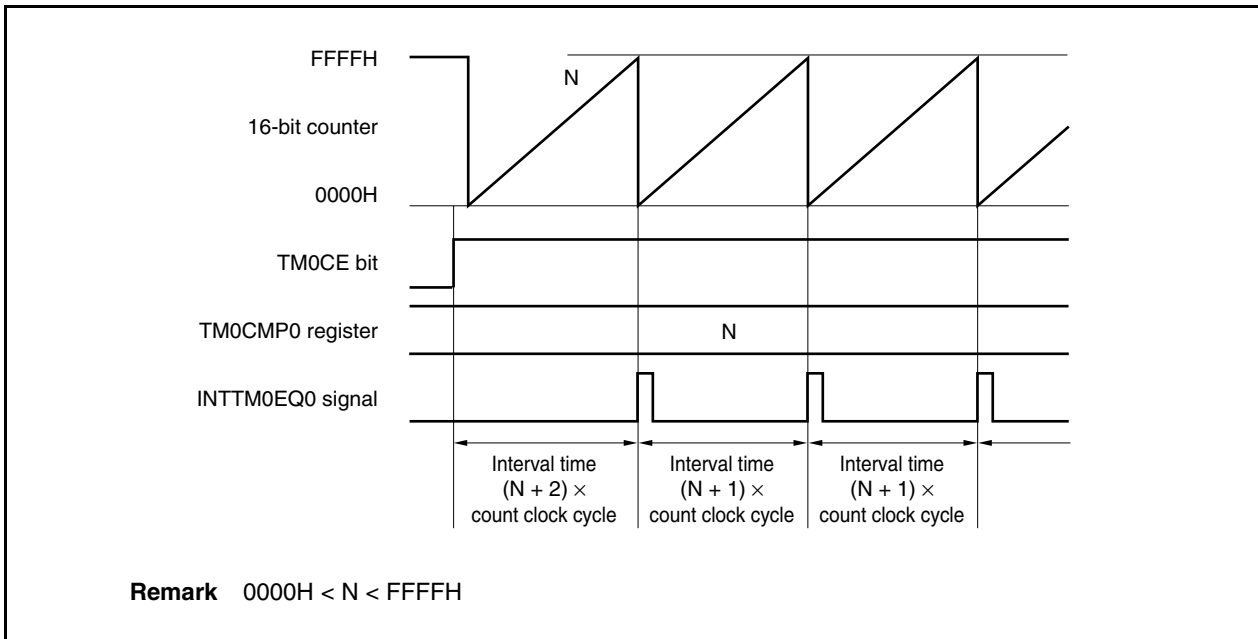 FFFFH
N
16-bit counter
0000H
TM0CE bit
TM0CMP0 register
N
INTTM0EQ0 signal
Interval time
(N + 2) ×
count clock cycle
Interval time
(N + 1) ×
count clock cycle
Interval time
(N + 1) ×
count clock cycle
Remark 0000H < N < FFFFH